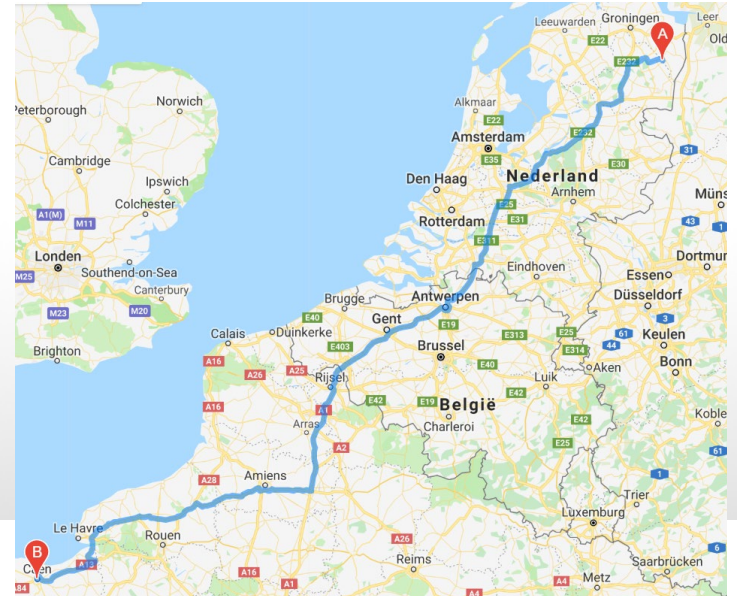 Leeuwarden
Groningen
Leer
A
E22
Old
E232
Peterborough
Norwich
Alkmaar
E22
Amsterdam
E232
Cambridge
E35
E30
31
Ipswich
Den Haag
Nederland
Müns
A1(M)
M11
Colchester
Arnhem
Rotterdam
E25
E31
43
1
Londen
E311
Dortmun
M25
Southend-on-Sea
Eindhoven
Essen
Canterbury
Brugge
Antwerpen
Düsseldorf
M23
M20
E40
Gent
E19
E313
3
Calais
Duinkerke
E25
61
Keulen
Brighton
E403
Brussel
E314
44
A16
A25
E40
Bonn
A26
Rijsel
Luik
Aken
A16
A1
E42
E19
België
E42
E42
Koble
Arras
Charleroi
A2
E25
61
A28
Amiens
1
Trier
Luxemburg
Le Havre
Rouen
A26
B
6
Caen
A13
Reims
Saarbrücken
A84
A16
A1
A4
Metz
A4